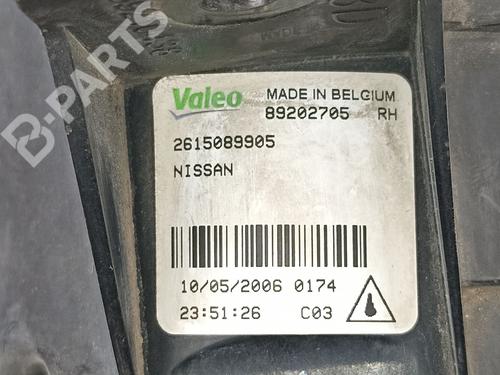 B-PARTS
Valeo MADE IN BELGIUM
89202705 RH
2615089905
NISSAN
10/05/2006 0174
23:51:26 C03